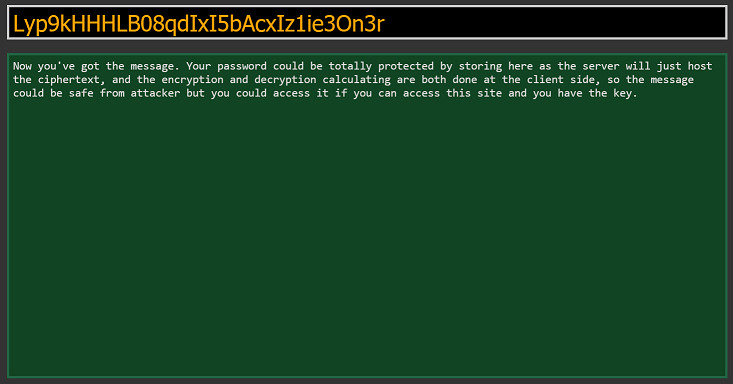 Lyp9kHHHLB08qdIxI5bAcxIz1ie3On3r
Now you've got the message. Your password could be totally protected by storing here as the server will just host
the ciphertext, and the encryption and decryption calculating are both done at the client side, so the message
could be safe from attacker but you could access it if you can access this site and you have the key.